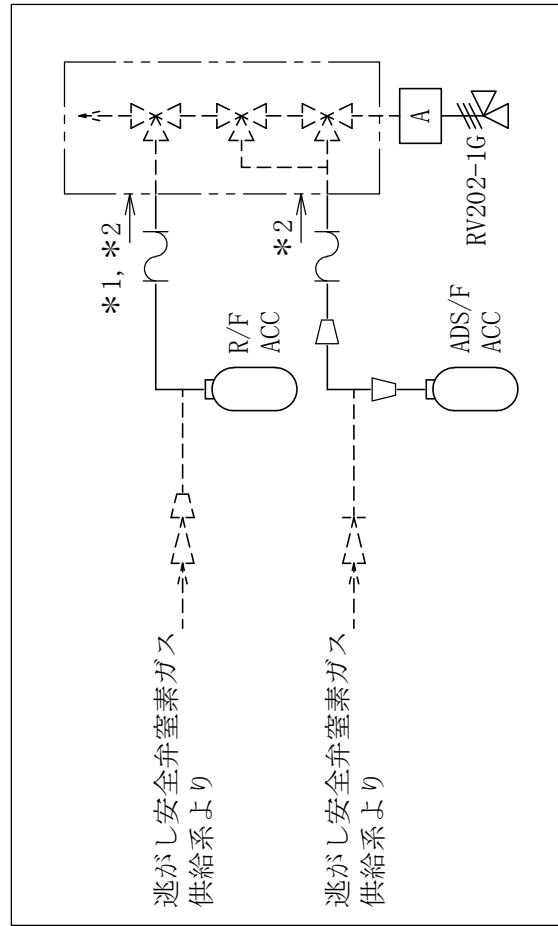 逃がし安全弁窒素ガス
供給系より
R/F
ACC
*1, *2
逃がし安全弁窒素ガス
供給系より
ADS/F
ACC
*2
A
RV202-1G